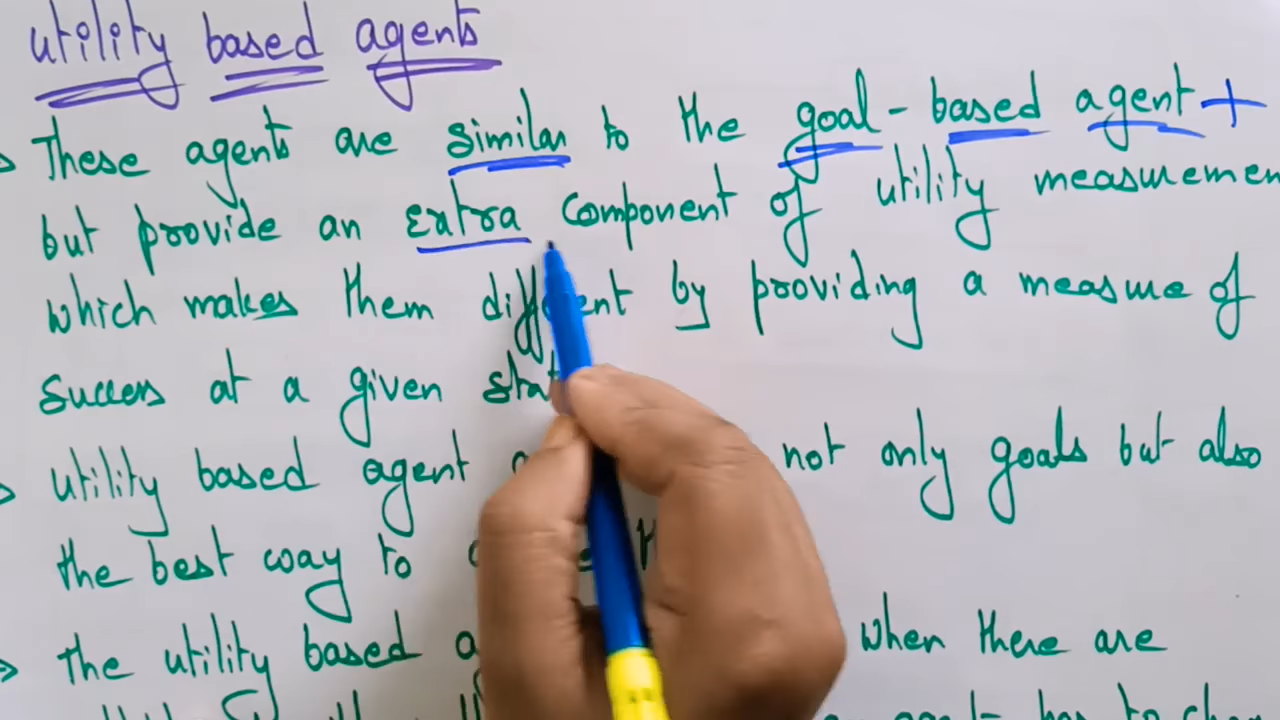 utility based agents
These agents are similar to the goal-based agent +
but provide an extra component of utility measuremen
which makes them different by providing a measure of
success at a given stat
utility based agent not only goals but also
the best way to
the utility based a when there are